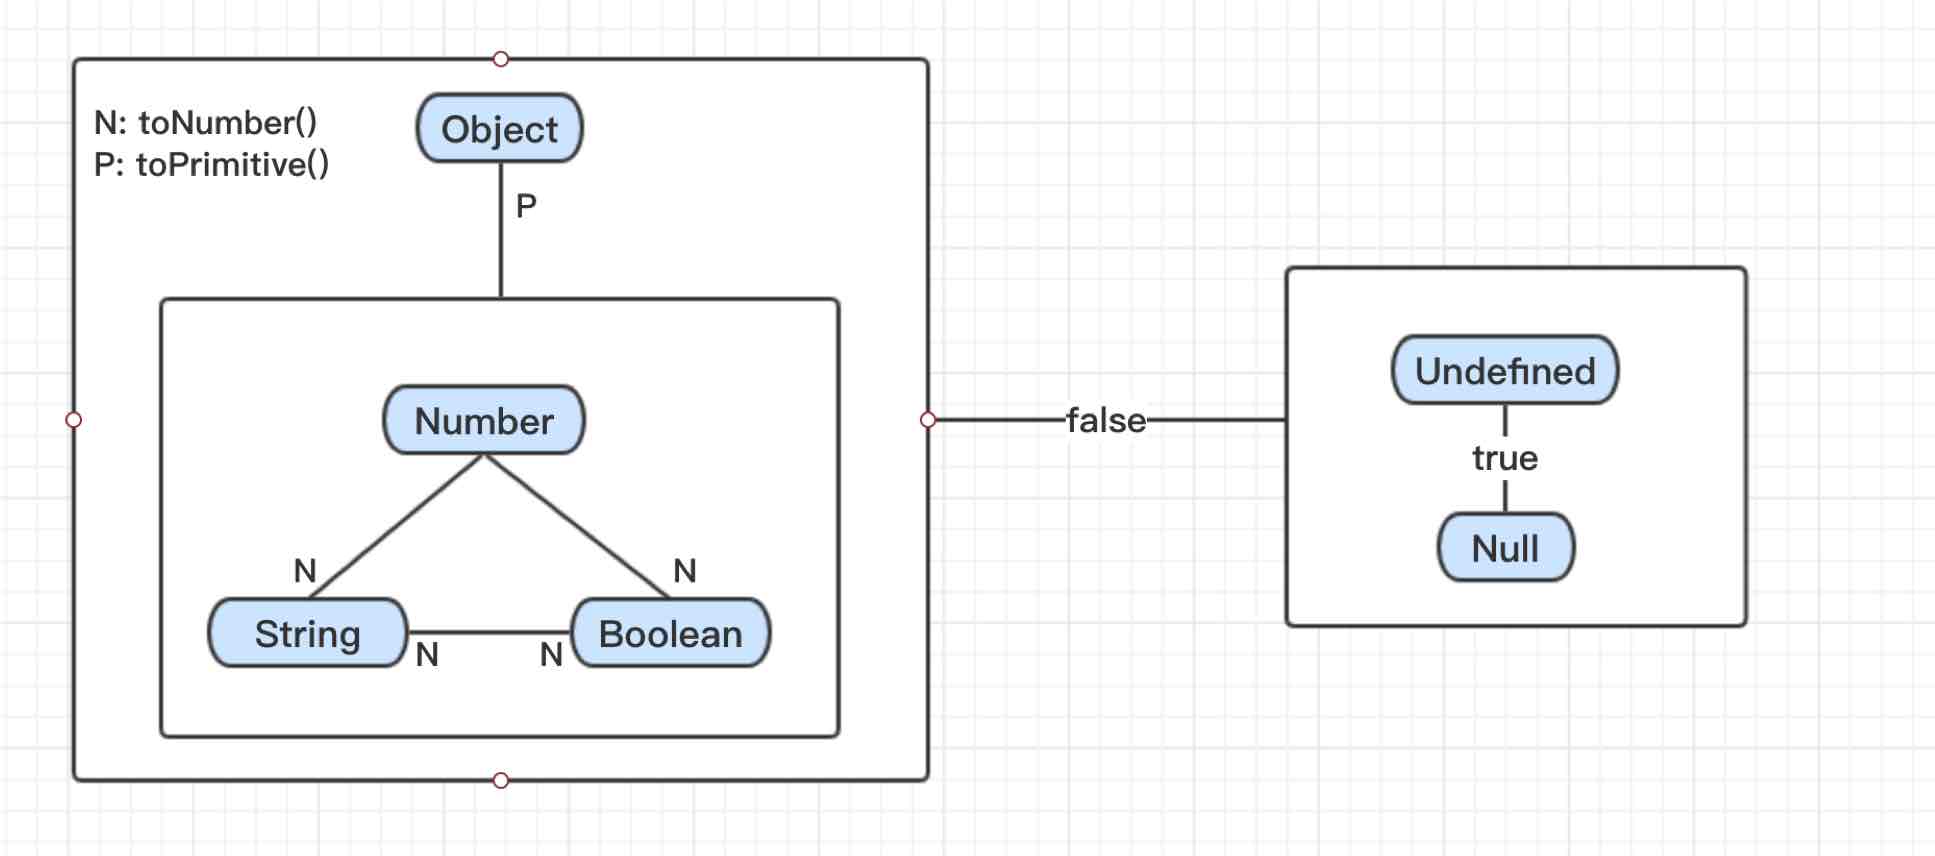 N: toNumber()
P: toPrimitive()
Object
P
Number
N
N
String
N
N
Boolean
false
Undefined
true
Null